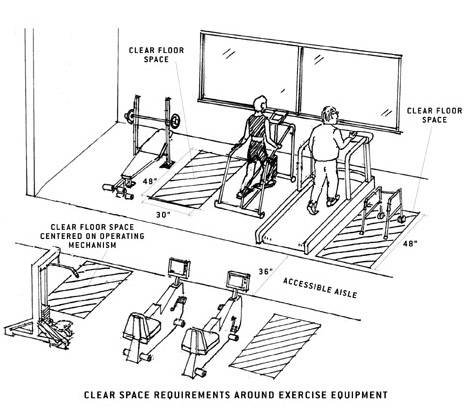 CLEAR FLOOR
SPACE
CLEAR FLOOR
SPACE
48"
30"
CLEAR FLOOR SPACE
CENTERED ON OPERATING
MECHANISM
48"
36"
ACCESSIBLE AISLE
CLEAR SPACE REQUIREMENTS AROUND EXERCISE EQUIPMENT